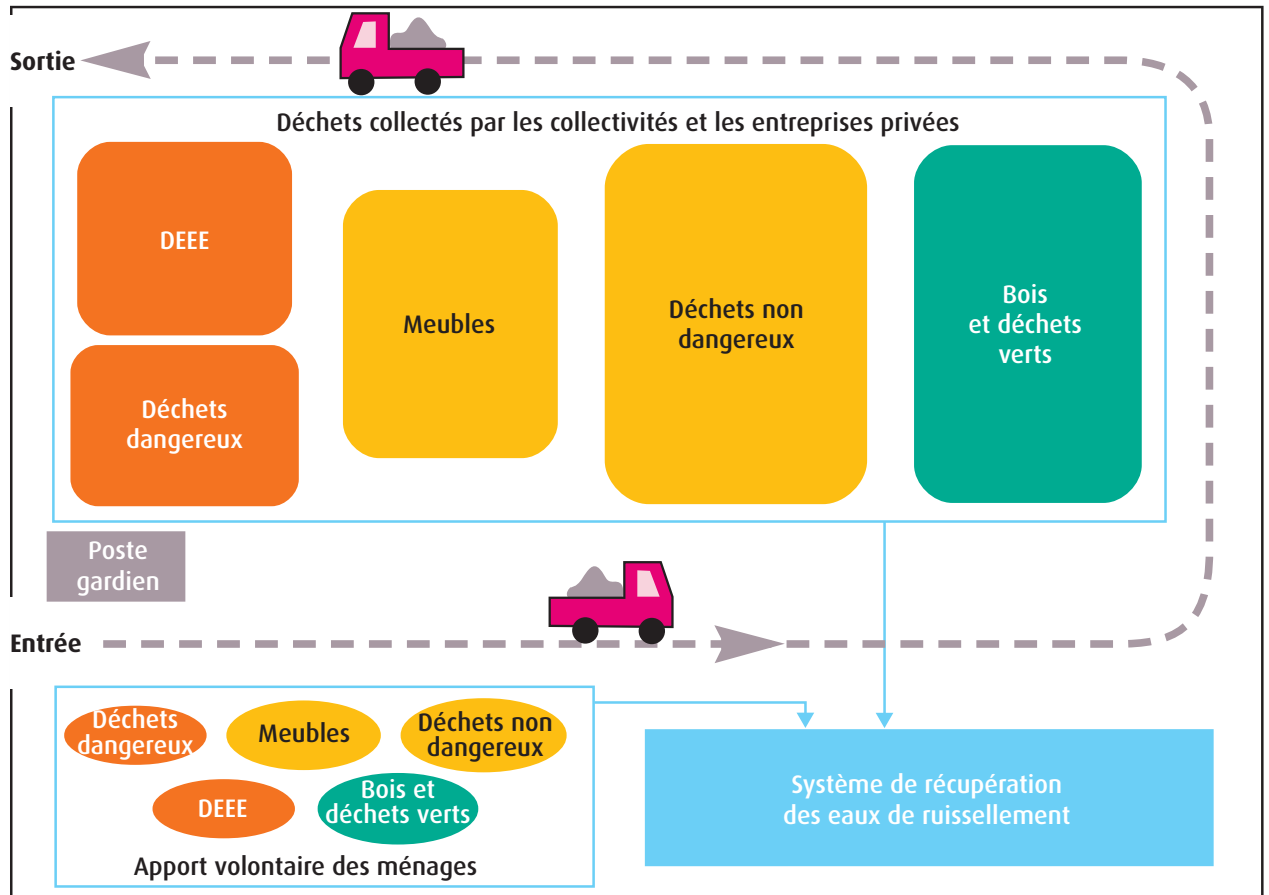 Sortie
Déchets collectés par les collectivités et les entreprises privées
DEEE
Déchets
dangereux
Meubles
Déchets non
dangereux
Bois
et déchets
verts
Poste
gardien
Entrée
Déchets
dangereux
Meubles
Déchets non
dangereux
DEEE
Bois et
déchets verts
Apport volontaire des ménages
Système de récupération
des eaux de ruissellement